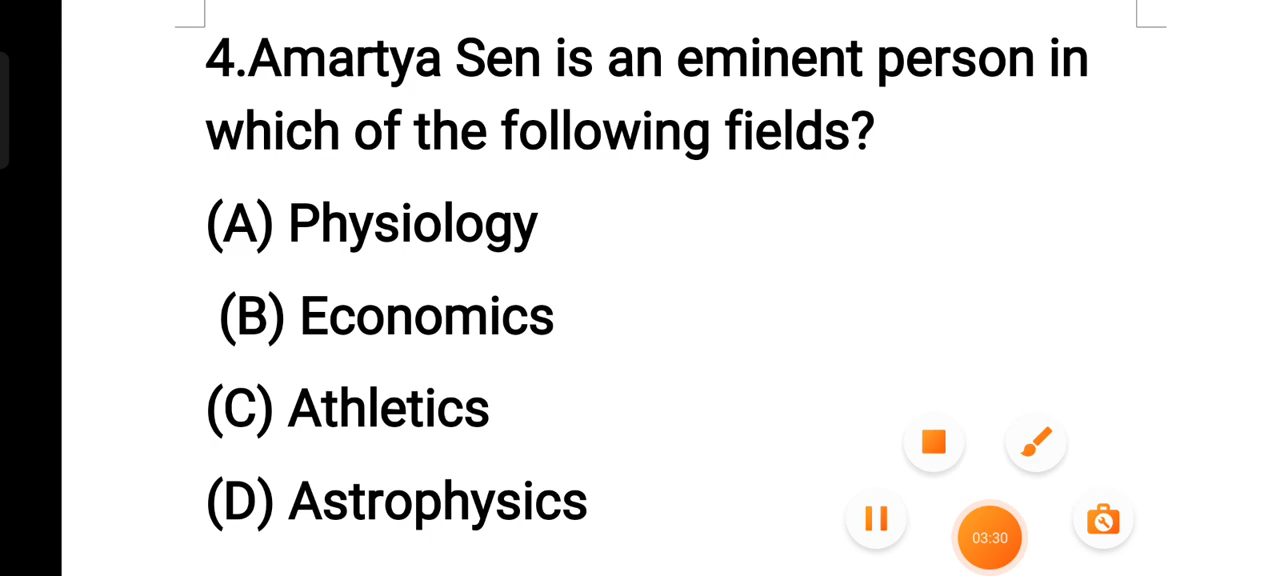 4.Amartya Sen is an eminent person in
which of the following fields?
(A) Physiology
(B) Economics
(C) Athletics
(D) Astrophysics
03:30